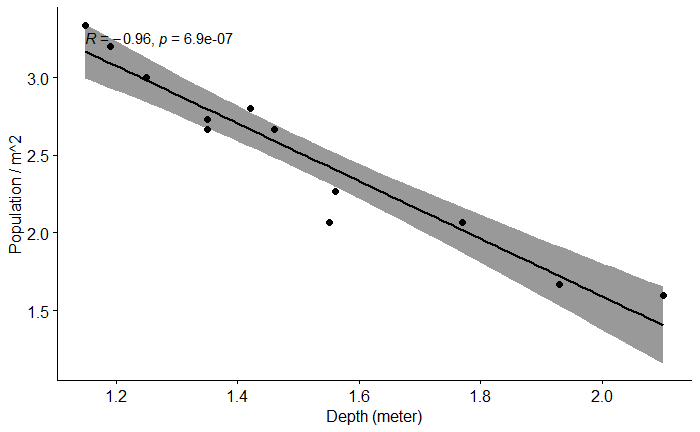 R = −0.96, p = 6.9e-07
3.0
2.5
2.0
1.5
Population / m^2
1.2 1.4 1.6 1.8 2.0
Depth (meter)